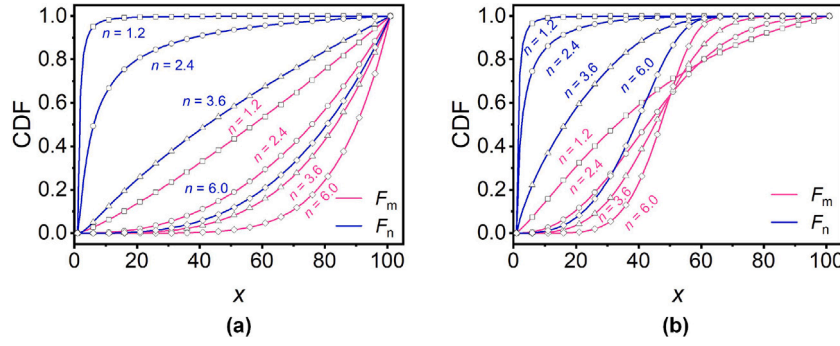 CDF
1.0
0.8
0.6
0.4
0.2
0.0
n = 1.2
n = 2.4
n = 3.6
n = 1.2
n = 2.4
n = 6.0
n = 3.6
n = 6.0
Fm
Fn
0 20 40 60 80 100
x
(a)
CDF
1.0
0.8
0.6
0.4
0.2
0.0
n = 1.2
n = 2.4
n = 3.6
n = 6.0
n = 1.2
n = 2.4
n = 3.6
n = 6.0
Fm
Fn
0 20 40 60 80 100
x
(b)